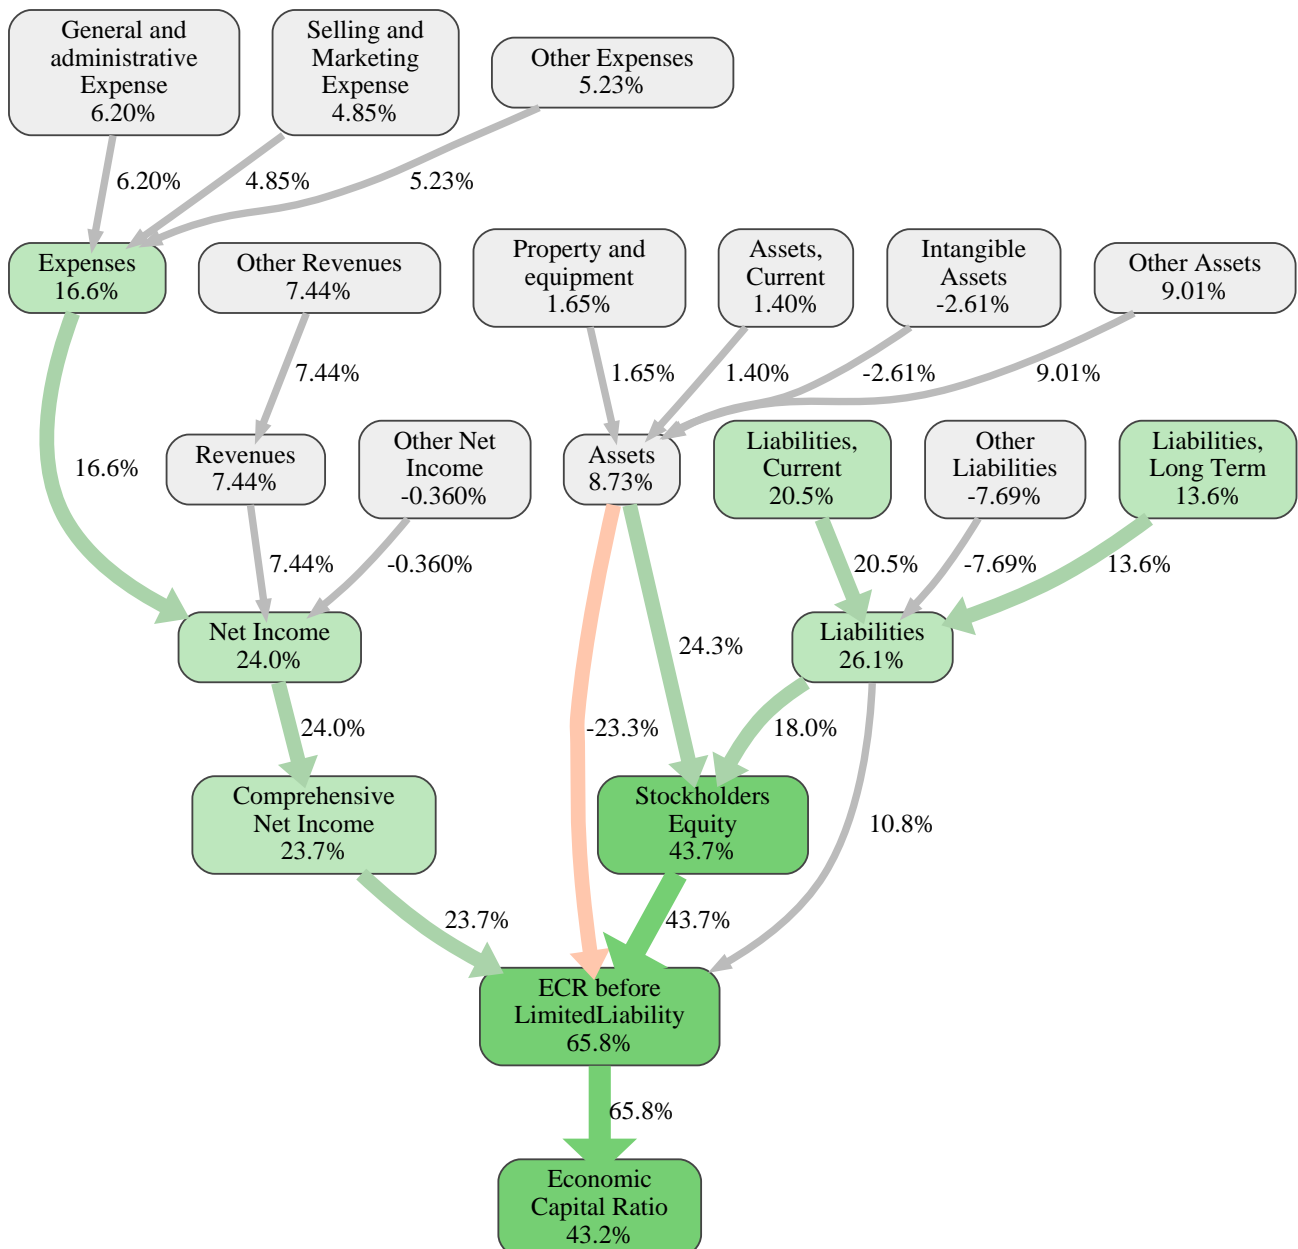 General and
administrative
Expense
6.20%
Selling and
Marketing
Expense
4.85%
Other Expenses
5.23%
6.20%
4.85%
5.23%
Expenses
16.6%
Other Revenues
7.44%
Property and
equipment
1.65%
Assets,
Current
1.40%
Intangible
Assets
-2.61%
Other Assets
9.01%
7.44%
1.65%
1.40%
-2.61%
9.01%
16.6%
Revenues
7.44%
Other Net
Income
-0.360%
Assets
8.73%
Liabilities,
Current
20.5%
Other
Liabilities
-7.69%
Liabilities,
Long Term
13.6%
7.44%
-0.360%
20.5%
-7.69%
13.6%
Net Income
24.0%
24.3%
Liabilities
26.1%
24.0%
-23.3%
18.0%
Comprehensive
Net Income
23.7%
Stockholders
Equity
43.7%
10.8%
23.7%
43.7%
ECR before
LimitedLiability
65.8%
65.8%
Economic
Capital Ratio
43.2%